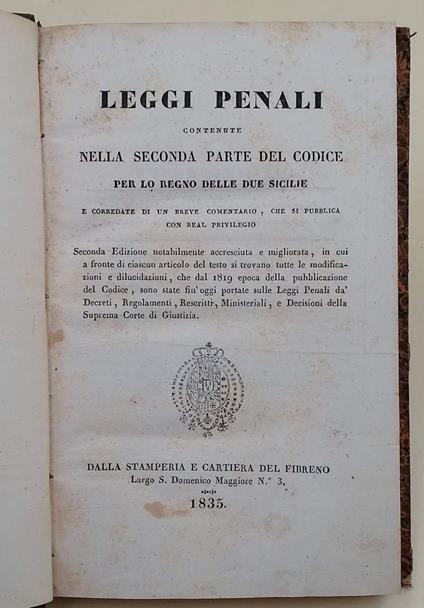 LEGGI PENALI
CONTENUTE
NELLA SECONDA PARTE DEL CODICE
PER LO REGNO DELLE DUE SICILIE
E CORREDATE DI UN BREVE COMENTARIO, CHE SI PUBBLICA
CON REAL PRIVILEGIO
Seconda Edizione notabilmente accresciuta e migliorata, in cui
a fronte di ciascun articolo del testo si trovano tutte le modifica-
zioni e dilucidazioni, che dal 1819 epoca della pubblicazione
del Codice, sono state fin'oggi portate sulle Leggi Penali da'
Decreti, Regolamenti, Rescritti, Ministeriali, e Decisioni della
Suprema Corte di Giustizia.
DALLA STAMPERIA E CARTIERA DEL FIBRENO
Largo S. Domenico Maggiore N.° 3.
1835.